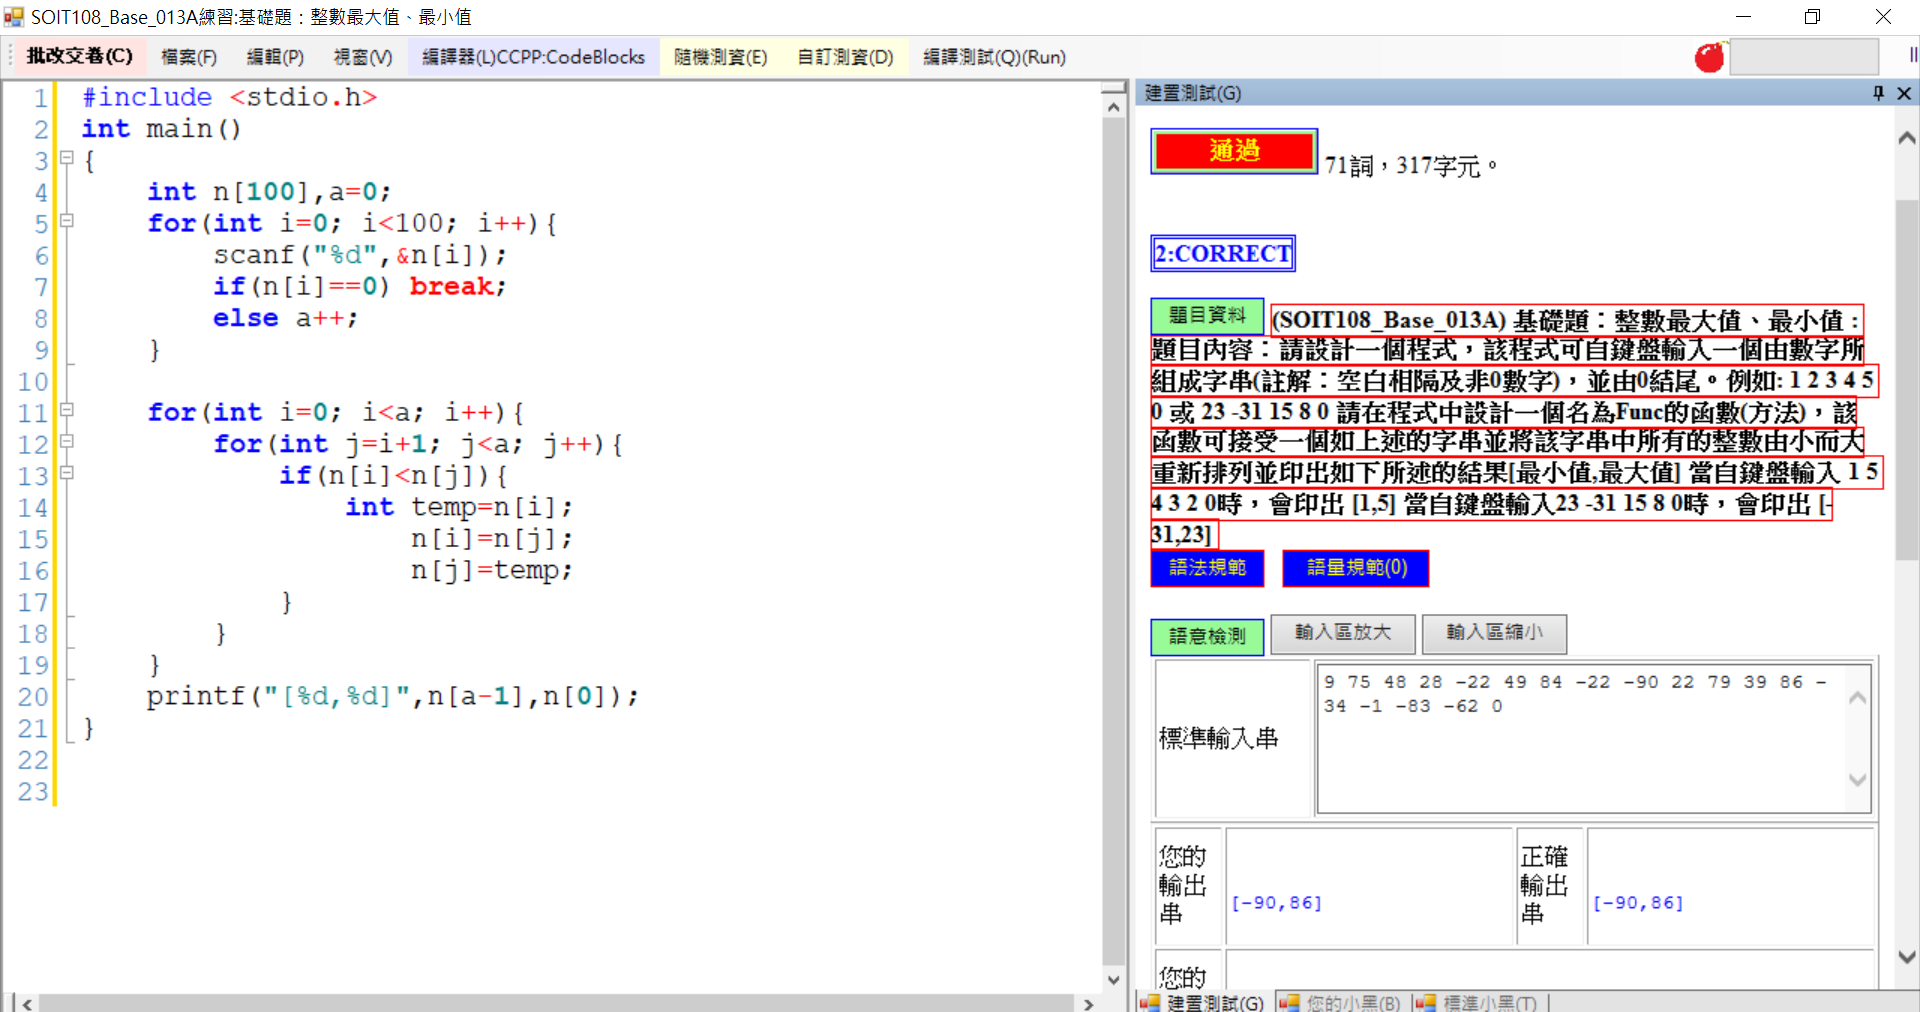 SOIT108_Base_013A練習:基礎題：整數最大值、最小值
批改交卷(C) 檔案(F) 編輯(P) 視窗(V) 編譯器(L)CCPP:CodeBlocks 隨機測資(E) 自訂測資(D) 編譯測試(Q)(Run)
1 #include <stdio.h>
2 int main()
3 {
4 int n[100],a=0;
5 for(int i=0; i<100; i++){
6 scanf("%d",&n[i]);
7 if(n[i]==0) break;
8 else a++;
9 }
10
11 for(int i=0; i<a; i++){
12 for(int j=i+1; j<a; j++){
13 if(n[i]<n[j]){
14 int temp=n[i];
15 n[i]=n[j];
16 n[j]=temp;
17 }
18 }
19 }
20 printf("[%d,%d]",n[a-1],n[0]);
21 }
22
23
建置測試(G)
通過 71詞，317字元。
2:CORRECT
題目資料 (SOIT108_Base_013A) 基礎題：整數最大值、最小值：
題目內容：請設計一個程式，該程式可自鍵盤輸入一個由數字所
組成字串(註解：空白相隔及非0數字)，並由0結尾。例如: 1 2 3 4 5
0 或 23 -31 15 8 0 請在程式中設計一個名為Func的函數(方法)，該
函數可接受一個如上述的字串並將該字串中所有的整數由小而大
重新排列並印出如下所述的結果[最小值,最大值] 當自鍵盤輸入 1 5
4 3 2 0時，會印出 [1,5] 當自鍵盤輸入23 -31 15 8 0時，會印出 [-
31,23]
語法規範 語量規範(0)
語意檢測 輸入區放大 輸入區縮小
標準輸入串
9 75 48 28 -22 49 84 -22 -90 22 79 39 86 -
34 -1 -83 -62 0
您的
輸出
串
[-90,86]
正確
輸出
串
[-90,86]
您的
建置測試(G) 您的小黑(B) 標準小黑(T)